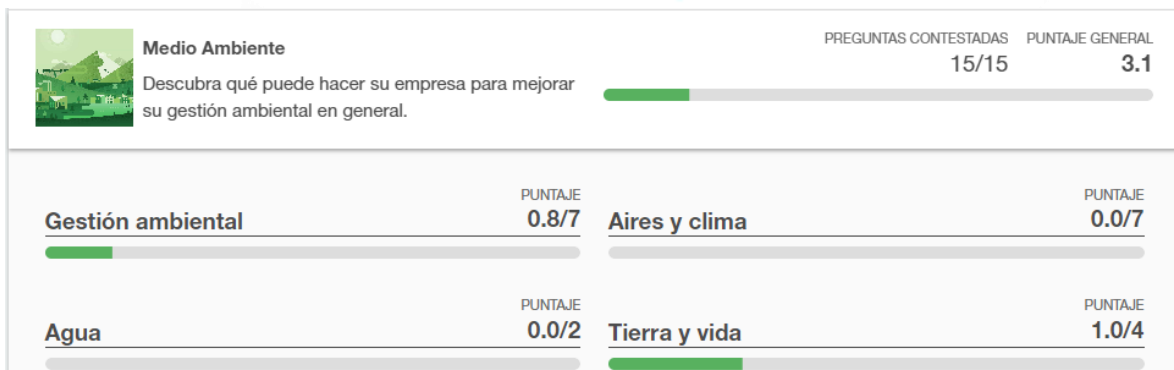 Medio Ambiente
Descubra qué puede hacer su empresa para mejorar
su gestión ambiental en general.
PREGUNTAS CONTESTADAS
15/15
PUNTAJE GENERAL
3.1
Gestión ambiental
PUNTAJE
0.8/7
Aires y clima
PUNTAJE
0.0/7
Agua
PUNTAJE
0.0/2
Tierra y vida
PUNTAJE
1.0/4